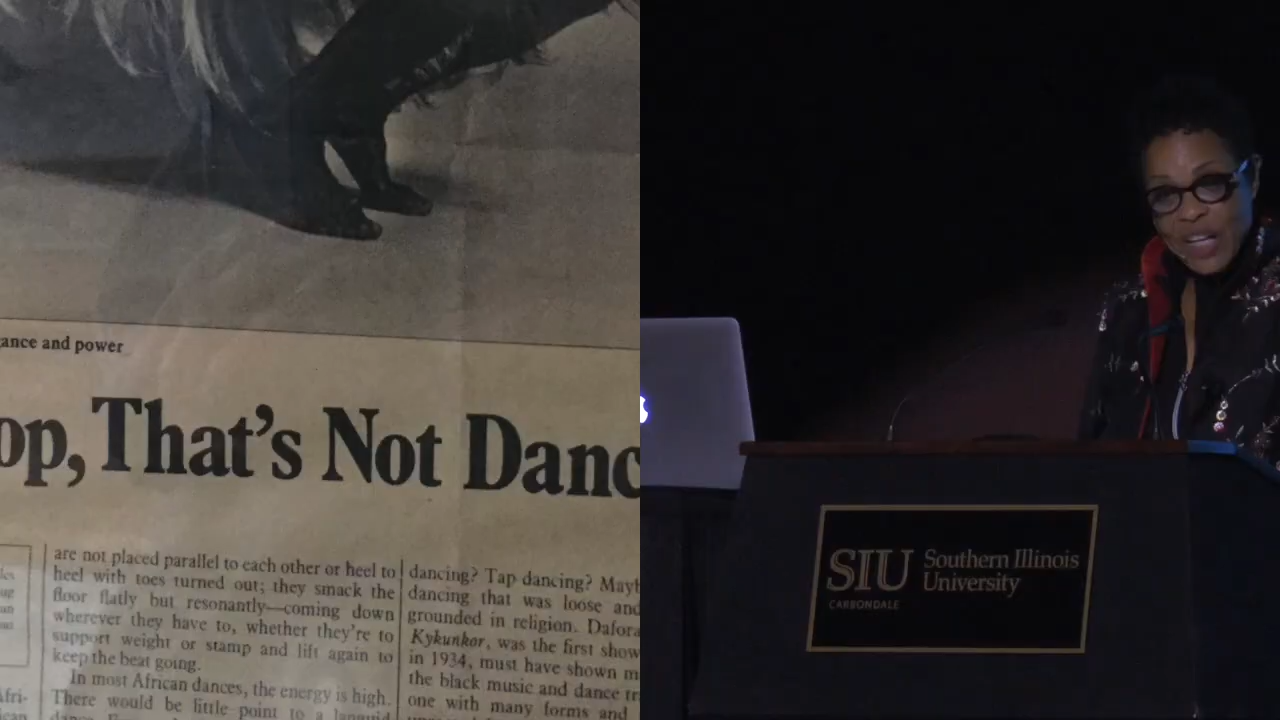 ance and power
op, That's Not Danc
are not placed parallel to each other or heel to
heel with toes turned out; they smack the
floor flatly but resonantly—coming down
wherever they have to, whether they're to
support weight or stamp and lift again to
keep the beat going.
In most African dances, the energy is high.
There would be little point to a languid
dancing? Tap dancing? Mayb
dancing that was loose and
grounded in religion. Dafora
Kykunkor, was the first show
in 1934, must have shown m
the black music and dance tr
one with many forms and
SIU Southern Illinois
University
CARBONDALE